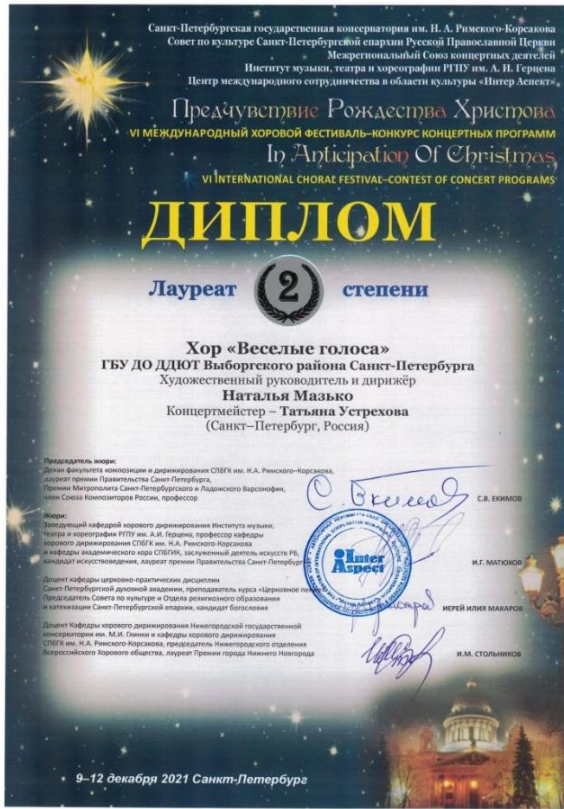 Санкт-Петербургская государственная консерватория им. Н. А. Римского-Корсакова
Совет по культуре Санкт-Петербургской епархии Русской Православной Церкви
Межрегиональный Союз концертных деятелей
Институт музыки, театра и хореографии РГПУ им. А. И. Герцена
Центр международного сотрудничества в области культуры «Интер Аспект»
Предчувствие Рождества Христова
VI МЕЖДУНАРОДНЫЙ ХОРОВОЙ ФЕСТИВАЛЬ–КОНКУРС КОНЦЕРТНЫХ ПРОГРАММ
In Anticipation Of Christmas
VI INTERNATIONAL CHORAL FESTIVAL–CONTEST OF CONCERT PROGRAMS
ДИПЛОМ
Лауреат 2 степени
Хор «Веселые голоса»
ГБУ ДО ДДЮТ Выборгского района Санкт-Петербурга
Художественный руководитель и дирижёр
Наталья Мазько
Концертмейстер – Татьяна Устрехова
(Санкт–Петербург, Россия)
Председатель жюри:
Декан факультета композиции и дирижирования СПбГК им. Н.А. Римского–Корсакова,
лауреат премии Правительства Санкт-Петербурга,
Премии Митрополита Санкт-Петербургского и Ладожского Варсонофия,
член Союза Композиторов России, профессор
С.В. ЕКИМОВ
Жюри:
Заведующий кафедрой хорового дирижирования Института музыки,
театра и хореографии РГПУ им. А.И. Герцена, профессор кафедры
хорового дирижирования СПбГК им. Н.А. Римского-Корсакова
и кафедры академического хора СПбГИК, заслуженный деятель искусств РБ,
кандидат искусствоведения, лауреат премии Правительства Санкт-Петербурга
И.Г. МАТЮКОВ
Inter
Aspect
Доцент кафедры церковно-практических дисциплин
Санкт-Петербургской духовной академии, преподаватель курса «Церковное
Председатель Совета по культуре и Отдела религиозного образования
и катехизации Санкт-Петербургской епархии, кандидат богословия
ИЕРЕЙ ИЛИЯ МАКАРОВ
Доцент Кафедры хорового дирижирования Нижегородской государственной
консерватории им. М.И. Глинки и кафедры хорового дирижирования
СПбГК им. Н.А. Римского-Корсакова, председатель Нижегородского отделения
Всероссийского Хорового общества, лауреат Премии города Нижнего Новгорода
И.М. СТОЛЬНИКОВ
9–12 декабря 2021 Санкт-Петербург